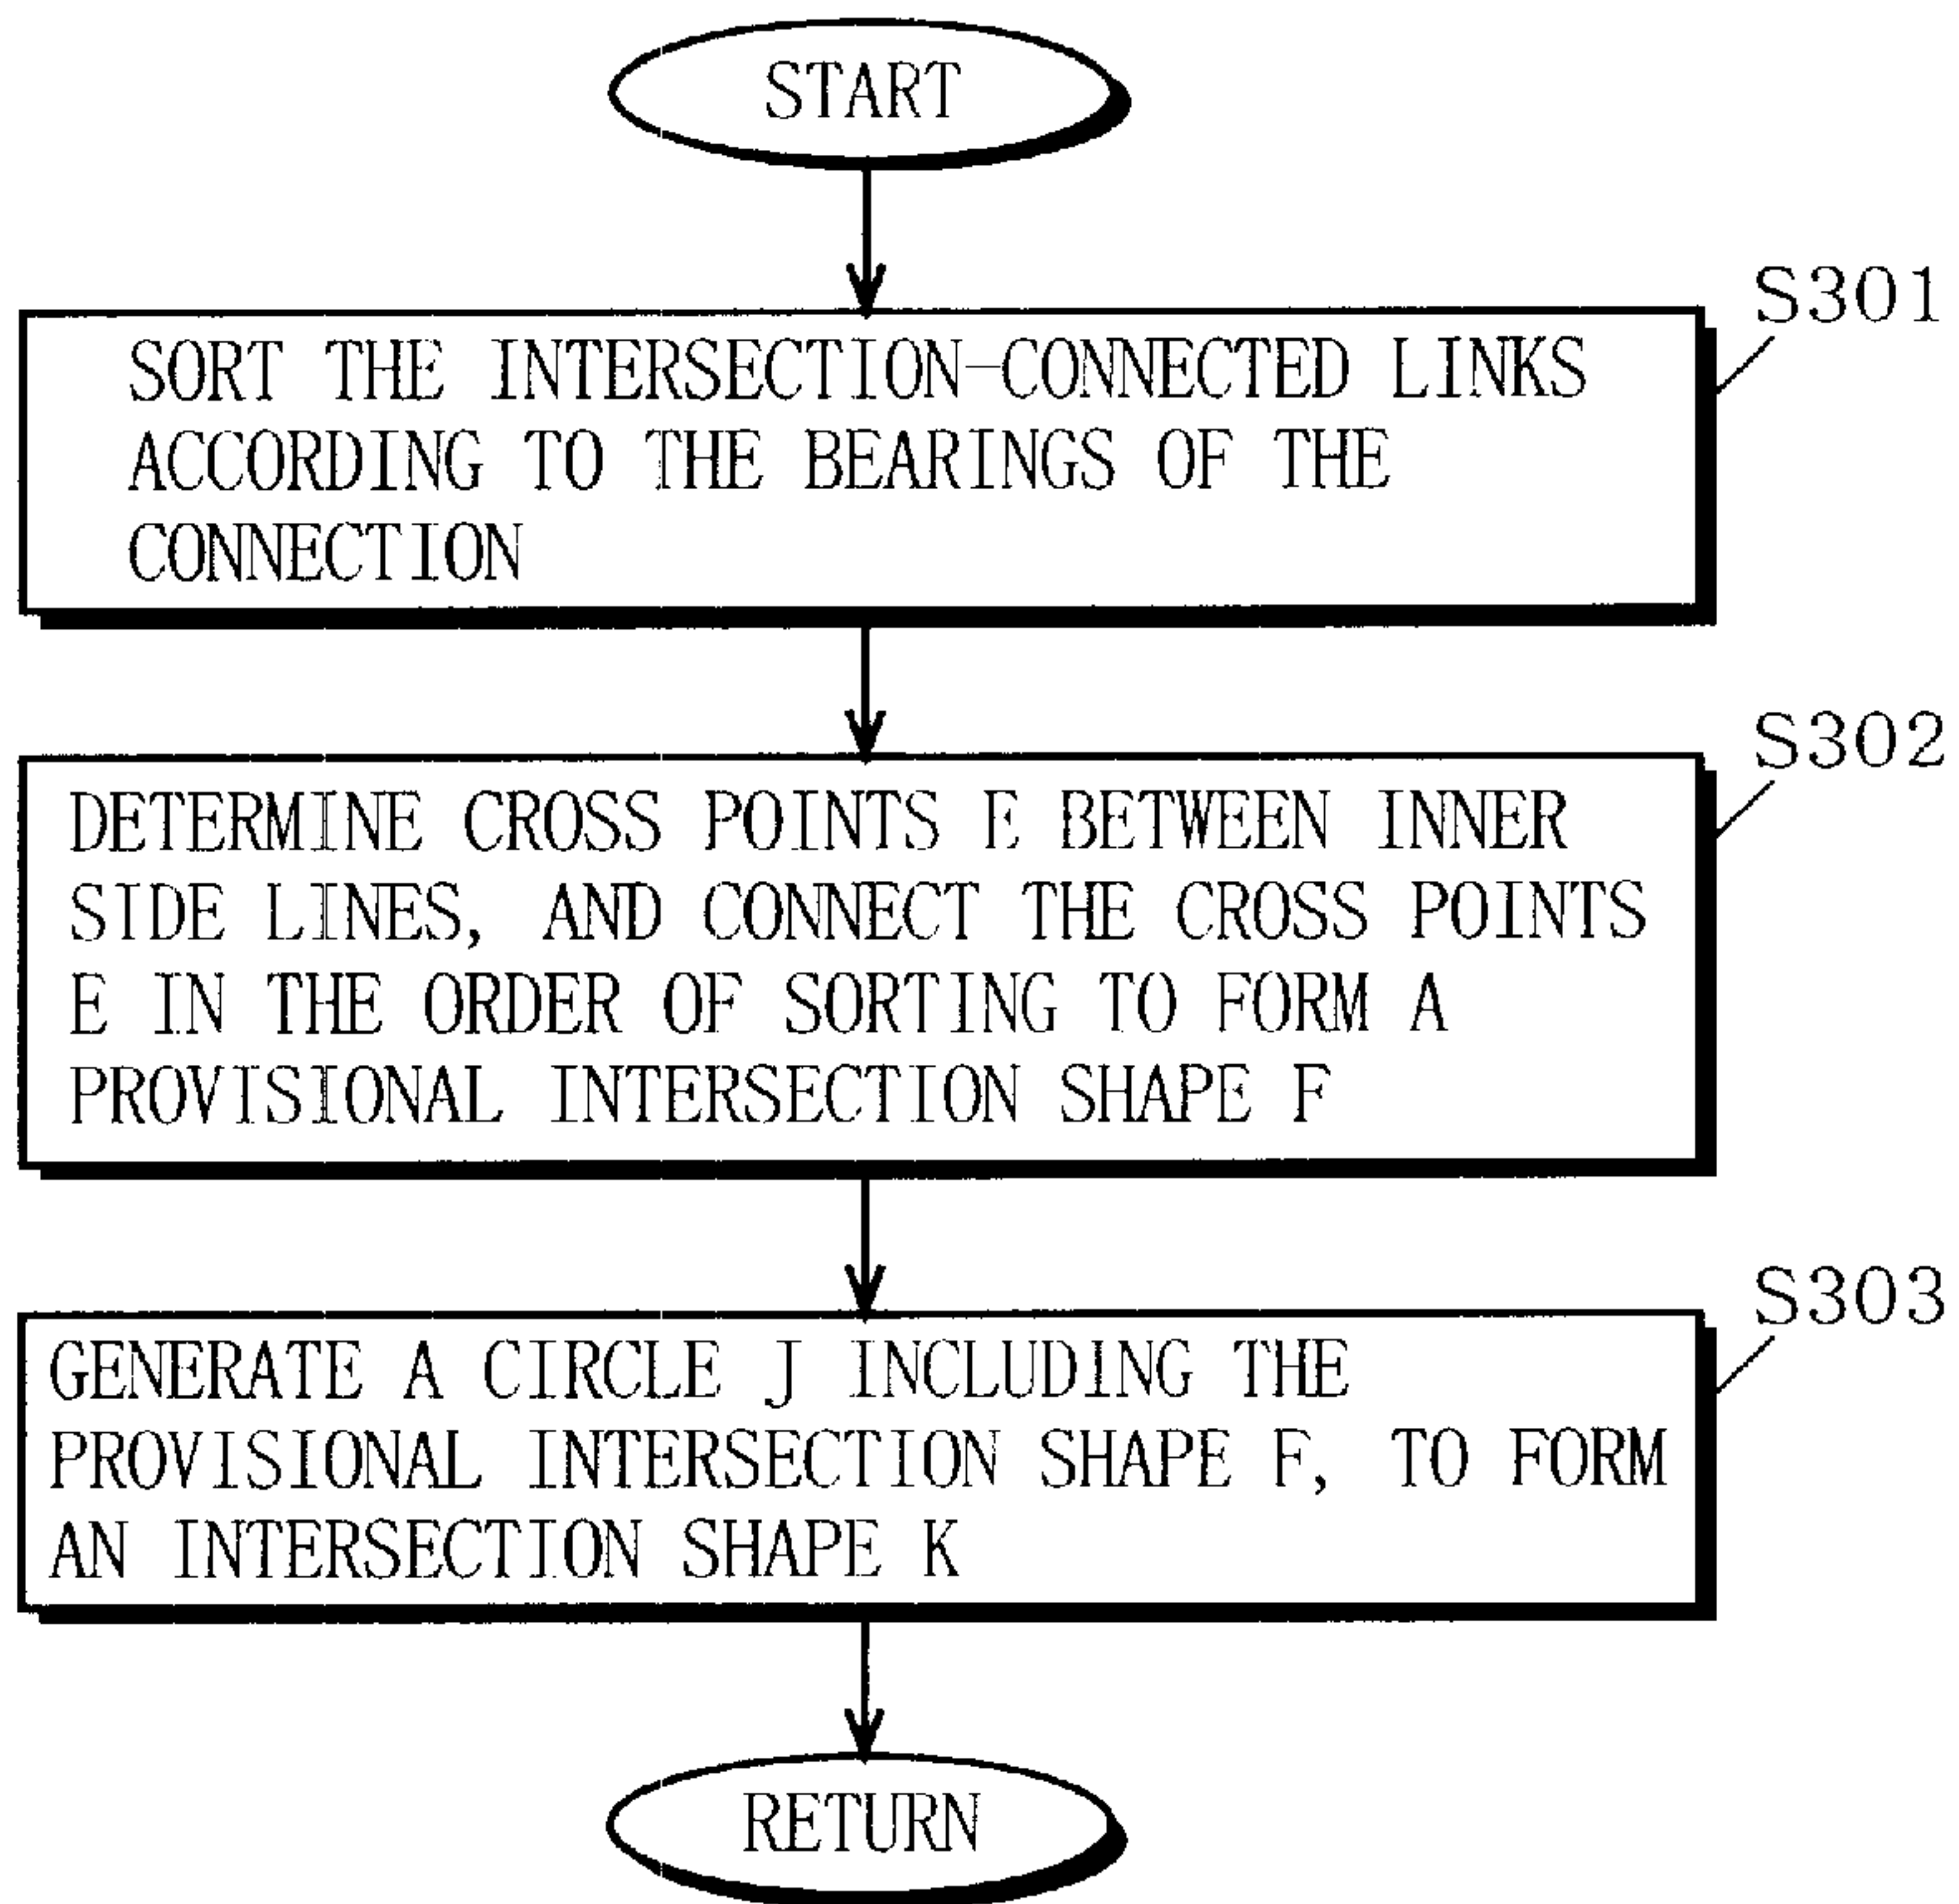 START
S301
SORT THE INTERSECTION-CONNECTED LINKS
ACCORDING TO THE BEARINGS OF THE
CONNECTION
S302
DETERMINE CROSS POINTS E BETWEEN INNER
SIDE LINES, AND CONNECT THE CROSS POINTS
E IN THE ORDER OF SORTING TO FORM A
PROVISIONAL INTERSECTION SHAPE F
S303
GENERATE A CIRCLE J INCLUDING THE
PROVISIONAL INTERSECTION SHAPE F, TO FORM
AN INTERSECTION SHAPE K
RETURN